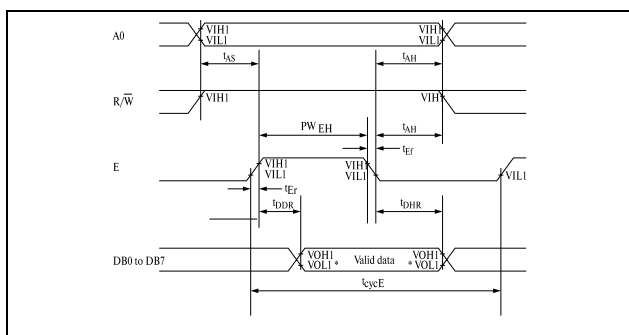 A0
VIH1
VIL1
VIH1
VIL1
tAS
tAH
R/W̅
VIH1
VIH
PWEH
tAH
tEf
E
VIH1
VIL1
VIH1
VIL1
VIL1
tEr
tDDR
tDHR
DB0 to DB7
VOH1
VOL1 *
Valid data
VOH1
* VOL1
tcycE